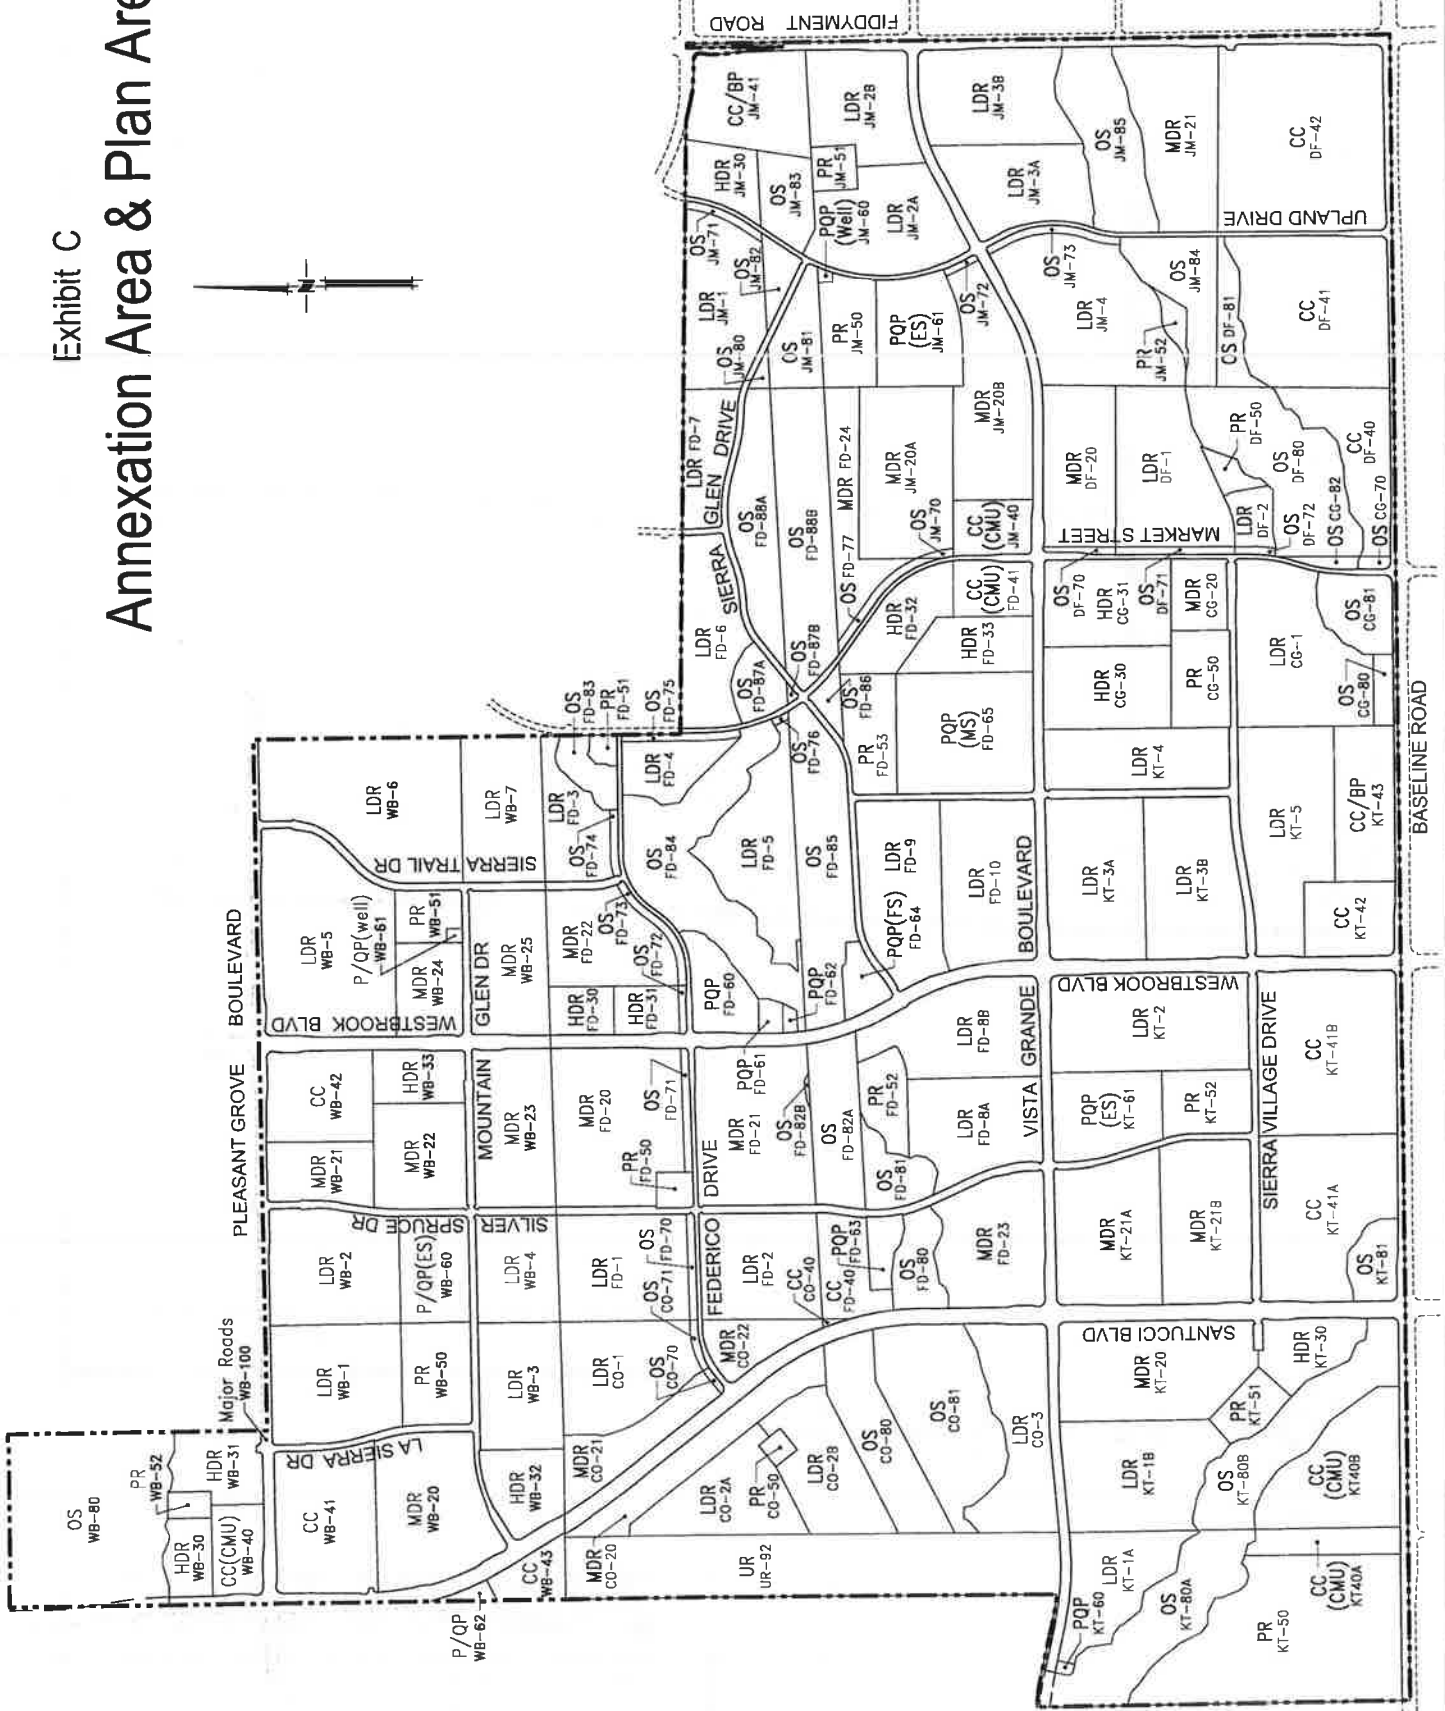 Exhibit C
Annexation Area & Plan Are
FIDDYMENT ROAD
PLEASANT GROVE BOULEVARD
BASELINE ROAD
Major Roads
WB-100
OS
WB-80
PR
WB-52
HDR
WB-31
HDR
WB-30
CC(CMU)
WB-40
LA SIERRA DR
CC
WB-41
MDR
WB-20
P/QP
WB-62
CC
WB-43
HDR
WB-32
LDR
WB-1
PR
WB-50
LDR
WB-3
LDR
WB-2
P/QP(ES)
WB-60
LDR
WB-4
SILVER SPRUCE DR
MDR
WB-21
CC
WB-42
HDR
WB-33
MDR
WB-22
MOUNTAIN GLEN DR
MDR
WB-23
WESTBROOK BLVD
LDR
WB-5
P/QP(well)
WB-61
PR
WB-51
MDR
WB-24
MDR
WB-25
SIERRA TRAIL DR
LDR
WB-6
LDR
WB-7
MDR
CO-20
MDR
CO-21
LDR
CO-1
OS
CO-70
OS
CO-71
MDR
CO-22
CC
CO-40
UR
UR-92
LDR
CO-2A
PR
CO-50
LDR
CO-2B
OS
CO-80
OS
CO-81
LDR
CO-3
LDR
FD-1
OS
FD-70
FEDERICO DRIVE
LDR
FD-2
CC
FD-40
PQP
FD-63
OS
FD-80
MDR
FD-23
MDR
FD-20
PR
FD-50
OS
FD-71
MDR
FD-21
PQP
FD-61
OS
FD-82B
OS
FD-82A
OS
FD-81
PR
FD-52
LDR
FD-8A
LDR
FD-8B
MDR
FD-22
HDR
FD-30
HDR
FD-31
OS
FD-72
OS
FD-73
OS
FD-74
LDR
FD-3
OS
FD-83
PR
FD-51
OS
FD-75
LDR
FD-4
OS
FD-84
LDR
FD-5
PQP
FD-60
PQP
FD-62
PQP(FS)
FD-64
OS
FD-85
LDR
FD-9
LDR
FD-10
OS
FD-76
PR
FD-53
OS
FD-86
PQP
(MS)
FD-65
LDR
FD-6
OS
FD-87A
OS
FD-87B
OS FD-77
HDR
FD-32
HDR
FD-33
CC
(CMU)
FD-41
SIERRA GLEN DRIVE
LDR FD-7
OS
FD-88A
OS
FD-88B
MDR FD-24
LDR
JM-1
OS
JM-71
OS
JM-82
OS
JM-80
OS
JM-81
PR
JM-50
PQP
(ES)
JM-61
MDR
JM-20A
MDR
JM-20B
OS
JM-70
CC
(CMU)
JM-40
HDR
JM-30
CC/BP
JM-41
OS
JM-83
PR
JM-51
PQP
(Well)
JM-60
LDR
JM-2A
LDR
JM-2B
OS
JM-72
LDR
JM-3A
LDR
JM-3B
OS
JM-73
OS
JM-85
MDR
JM-21
OS
JM-84
LDR
JM-4
PR
JM-52
UPLAND DRIVE
CC
DF-42
CC
DF-41
OS DF-81
MDR
DF-20
LDR
DF-1
PR
DF-50
OS
DF-80
LDR
DF-2
OS
DF-72
CC
DF-40
OS CG-82
OS CG-70
MARKET STREET
OS
DF-70
HDR
CG-31
OS
DF-71
MDR
CG-20
HDR
CG-30
PR
CG-50
LDR
CG-1
OS
CG-81
OS
CG-80
VISTA GRANDE BOULEVARD
LDR
KT-4
LDR
KT-3A
LDR
KT-3B
LDR
KT-5
CC/BP
KT-43
CC
KT-42
WESTBROOK BLVD
LDR
KT-2
PQP
(ES)
KT-61
PR
KT-52
SIERRA VILLAGE DRIVE
CC
KT-41B
CC
KT-41A
OS
KT-81
MDR
KT-21A
MDR
KT-21B
SANTUCCI BLVD
MDR
KT-20
HDR
KT-30
PR
KT-51
LDR
KT-1B
OS
KT-80B
CC
(CMU)
KT40B
LDR
KT-1A
PQP
KT-60
OS
KT-80A
CC
(CMU)
KT40A
PR
KT-50